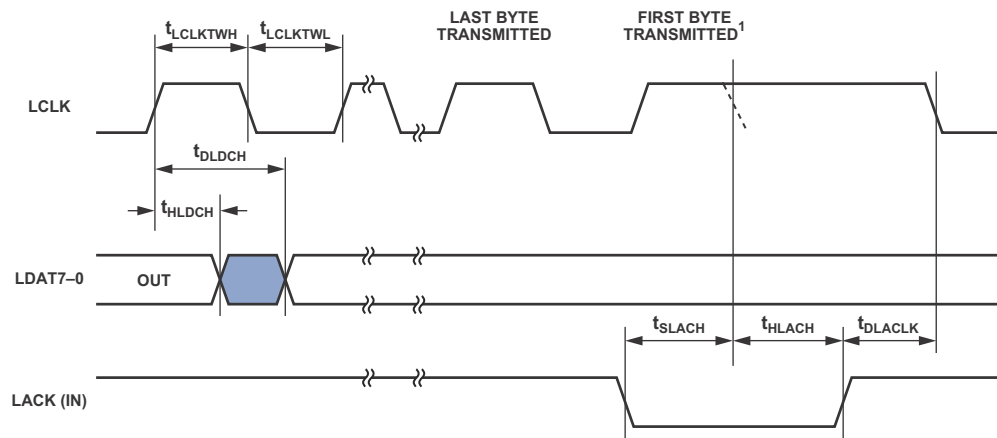 LAST BYTE
TRANSMITTED
FIRST BYTE
TRANSMITTED1
tLCLKTWH
tLCLKTWL
LCLK
tDLDCH
tHLDCH
LDAT7–0
OUT
tSLACH
tHLACH
tDLACLK
LACK (IN)